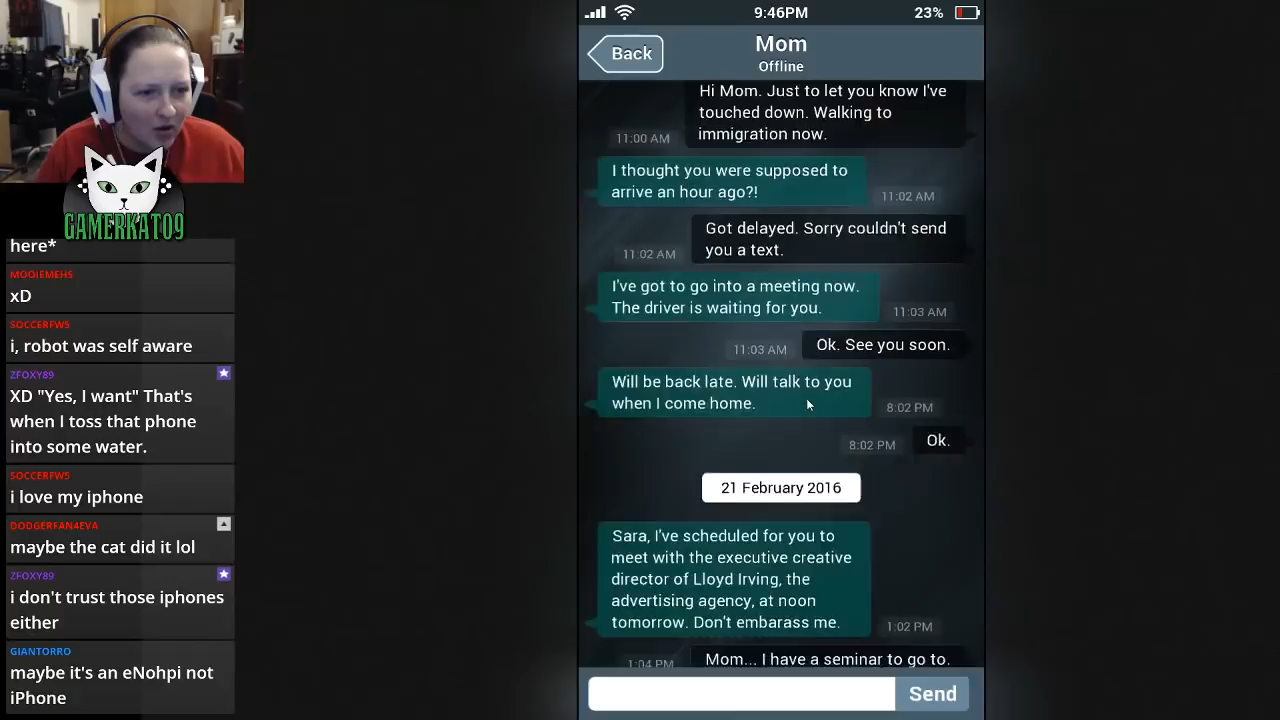 9:46PM
23%
Back
Mom
Offline
Hi Mom. Just to let you know I've
touched down. Walking to
immigration now.
11:00 AM
I thought you were supposed to
arrive an hour ago?!
11:02 AM
Got delayed. Sorry couldn't send
you a text.
11:02 AM
I've got to go into a meeting now.
The driver is waiting for you.
11:03 AM
Ok. See you soon.
11:03 AM
Will be back late. Will talk to you
when I come home.
8:02 PM
Ok.
8:02 PM
21 February 2016
Sara, I've scheduled for you to
meet with the executive creative
director of Lloyd Irving, the
advertising agency, at noon
tomorrow. Don't embarass me.
1:02 PM
Mom... I have a seminar to go to.
1:04 PM
Send
GAMERKAT09
here*
MOOIEMEHS
xD
SOCCERFW5
i, robot was self aware
ZFOXY89
XD "Yes, I want" That's
when I toss that phone
into some water.
SOCCERFW5
i love my iphone
DODGERFAN4EVA
maybe the cat did it lol
ZFOXY89
i don't trust those iphones
either
GIANTORRO
maybe it's an eNohpi not
iPhone